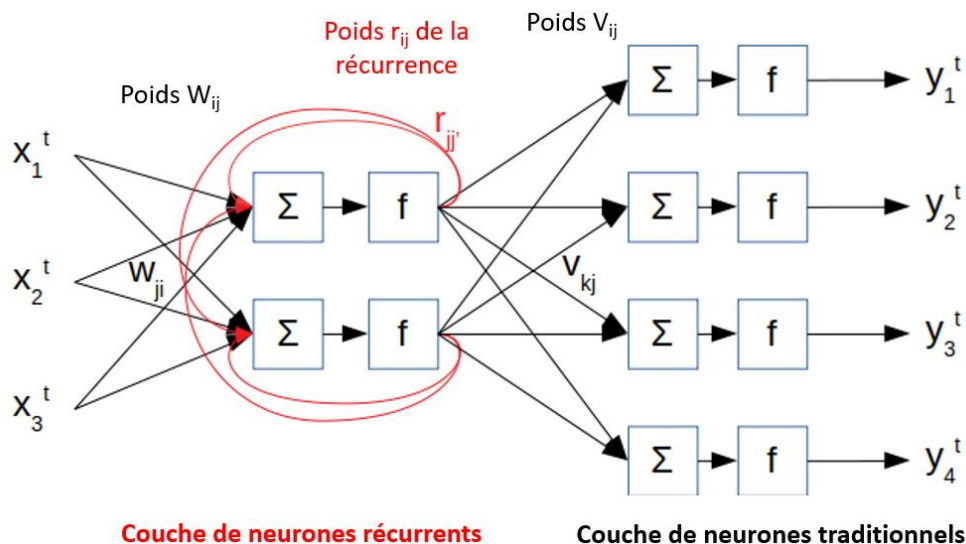 Poids r_ij de la
récurrence
Poids V_ij
Poids W_ij
r_jj'
x_1^t
x_2^t
x_3^t
w_ji
Σ f
Σ f
v_kj
Σ f y_1^t
Σ f y_2^t
Σ f y_3^t
Σ f y_4^t
Couche de neurones récurrents
Couche de neurones traditionnels